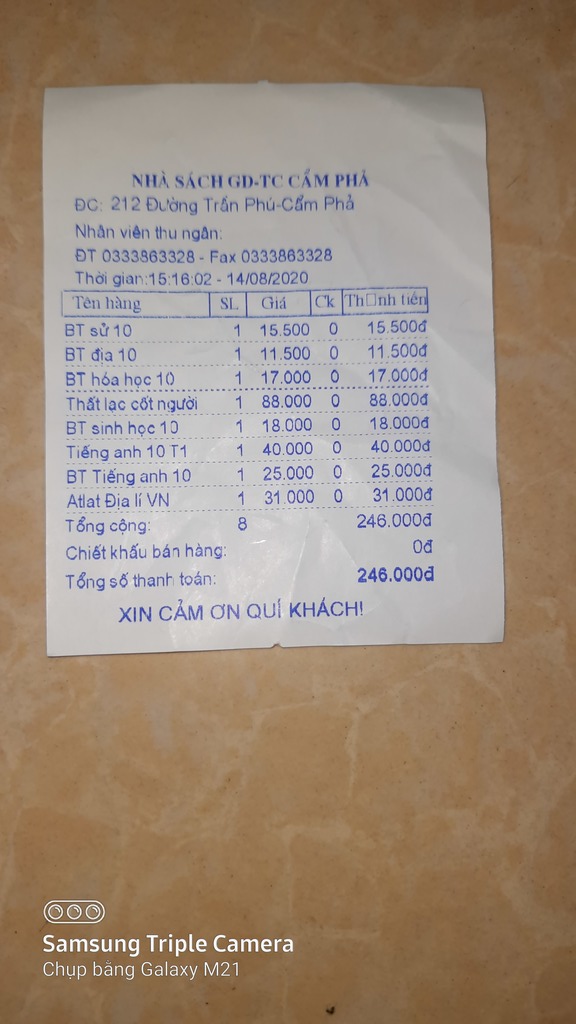 NHÀ SÁCH GD-TC CẨM PHẢ
ĐC: 212 Đường Trần Phú-Cẩm Phả
Nhân viên thu ngân:
ĐT 0333863328 - Fax 0333863328
Thời gian:15:16:02 - 14/08/2020
Tên hàng SL Giá Ck Th□nh tiền
BT sử 10 1 15.500 0 15.500đ
BT địa 10 1 11.500 0 11.500đ
BT hóa học 10 1 17.000 0 17.000đ
Thất lạc cốt người 1 88.000 0 88.000đ
BT sinh học 10 1 18.000 0 18.000đ
Tiếng anh 10 T1 1 40.000 0 40.000đ
BT Tiếng anh 10 1 25.000 0 25.000đ
Atlat Địa lí VN 1 31.000 0 31.000đ
Tổng cộng: 8 246.000đ
Chiết khấu bán hàng: 0đ
Tổng số thanh toán: 246.000đ
XIN CẢM ƠN QUÍ KHÁCH!
Samsung Triple Camera
Chụp bằng Galaxy M21